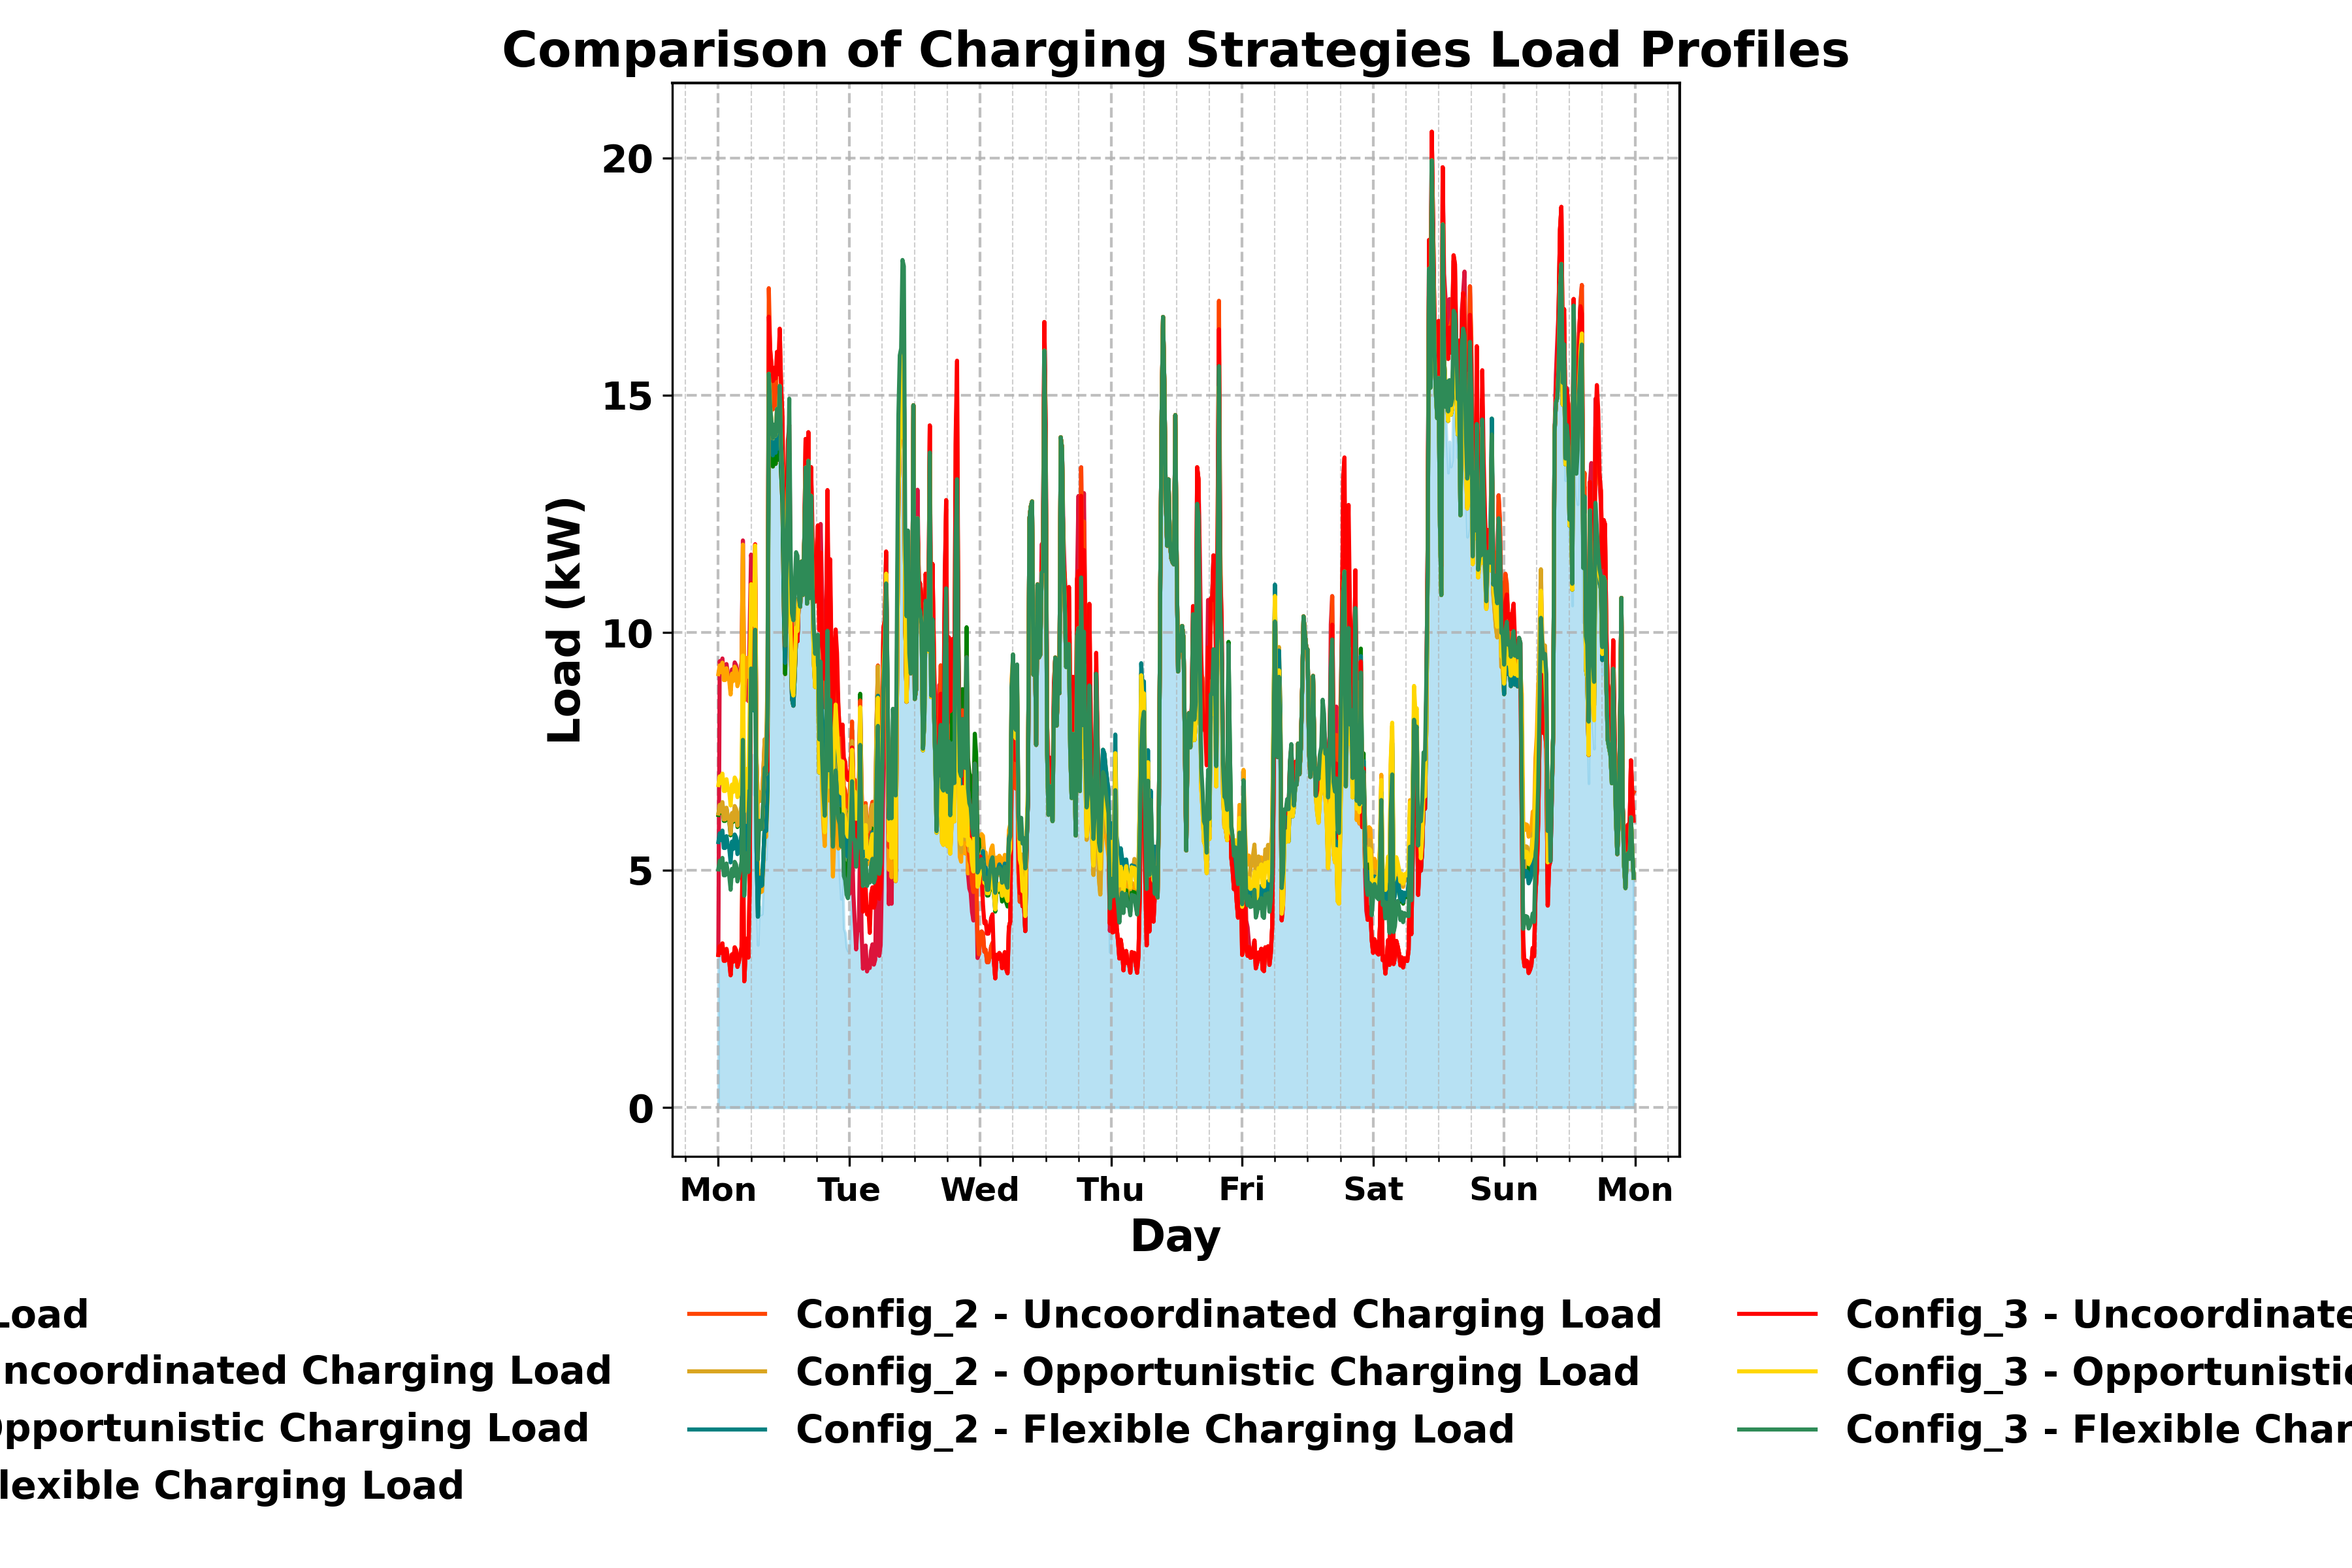 Comparison of Charging Strategies Load Profiles
20
15
10
5
0
Load (kW)
Mon Tue Wed Thu Fri Sat Sun Mon
Day
Load
Config_2 - Uncoordinated Charging Load
Config_3 - Uncoordinate
ncoordinated Charging Load
Config_2 - Opportunistic Charging Load
Config_3 - Opportunistic
Opportunistic Charging Load
Config_2 - Flexible Charging Load
Config_3 - Flexible Char
lexible Charging Load